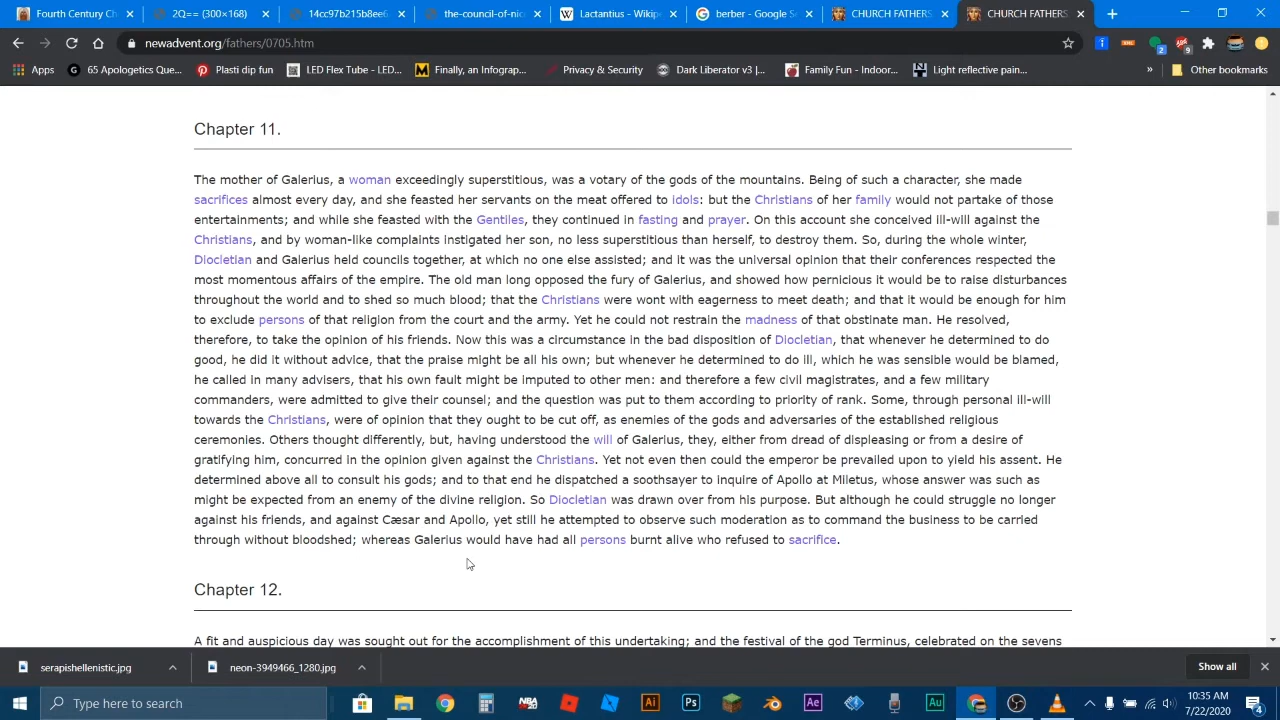 Fourth Century Ch
2Q== (300×168)
14cc97b215b8ee6
the-council-of-nic
Lactantius - Wikipe
berber - Google Se
CHURCH FATHERS
CHURCH FATHERS
newadvent.org/fathers/0705.htm
Apps
65 Apologetics Que...
Plasti dip fun
LED Flex Tube - LED...
Finally, an Infograp...
Privacy & Security
Dark Liberator v3 |...
Family Fun - Indoor...
Light reflective pain...
»
Other bookmarks
Chapter 11.
The mother of Galerius, a woman exceedingly superstitious, was a votary of the gods of the mountains. Being of such a character, she made
sacrifices almost every day, and she feasted her servants on the meat offered to idols: but the Christians of her family would not partake of those
entertainments; and while she feasted with the Gentiles, they continued in fasting and prayer. On this account she conceived ill-will against the
Christians, and by woman-like complaints instigated her son, no less superstitious than herself, to destroy them. So, during the whole winter,
Diocletian and Galerius held councils together, at which no one else assisted; and it was the universal opinion that their conferences respected the
most momentous affairs of the empire. The old man long opposed the fury of Galerius, and showed how pernicious it would be to raise disturbances
throughout the world and to shed so much blood; that the Christians were wont with eagerness to meet death; and that it would be enough for him
to exclude persons of that religion from the court and the army. Yet he could not restrain the madness of that obstinate man. He resolved,
therefore, to take the opinion of his friends. Now this was a circumstance in the bad disposition of Diocletian, that whenever he determined to do
good, he did it without advice, that the praise might be all his own; but whenever he determined to do ill, which he was sensible would be blamed,
he called in many advisers, that his own fault might be imputed to other men: and therefore a few civil magistrates, and a few military
commanders, were admitted to give their counsel; and the question was put to them according to priority of rank. Some, through personal ill-will
towards the Christians, were of opinion that they ought to be cut off, as enemies of the gods and adversaries of the established religious
ceremonies. Others thought differently, but, having understood the will of Galerius, they, either from dread of displeasing or from a desire of
gratifying him, concurred in the opinion given against the Christians. Yet not even then could the emperor be prevailed upon to yield his assent. He
determined above all to consult his gods; and to that end he dispatched a soothsayer to inquire of Apollo at Miletus, whose answer was such as
might be expected from an enemy of the divine religion. So Diocletian was drawn over from his purpose. But although he could struggle no longer
against his friends, and against Cæsar and Apollo, yet still he attempted to observe such moderation as to command the business to be carried
through without bloodshed; whereas Galerius would have had all persons burnt alive who refused to sacrifice.
Chapter 12.
A fit and auspicious day was sought out for the accomplishment of this undertaking; and the festival of the god Terminus, celebrated on the sevens
serapishellenistic.jpg
neon-3949466_1280.jpg
Show all
Type here to search
10:35 AM
7/22/2020